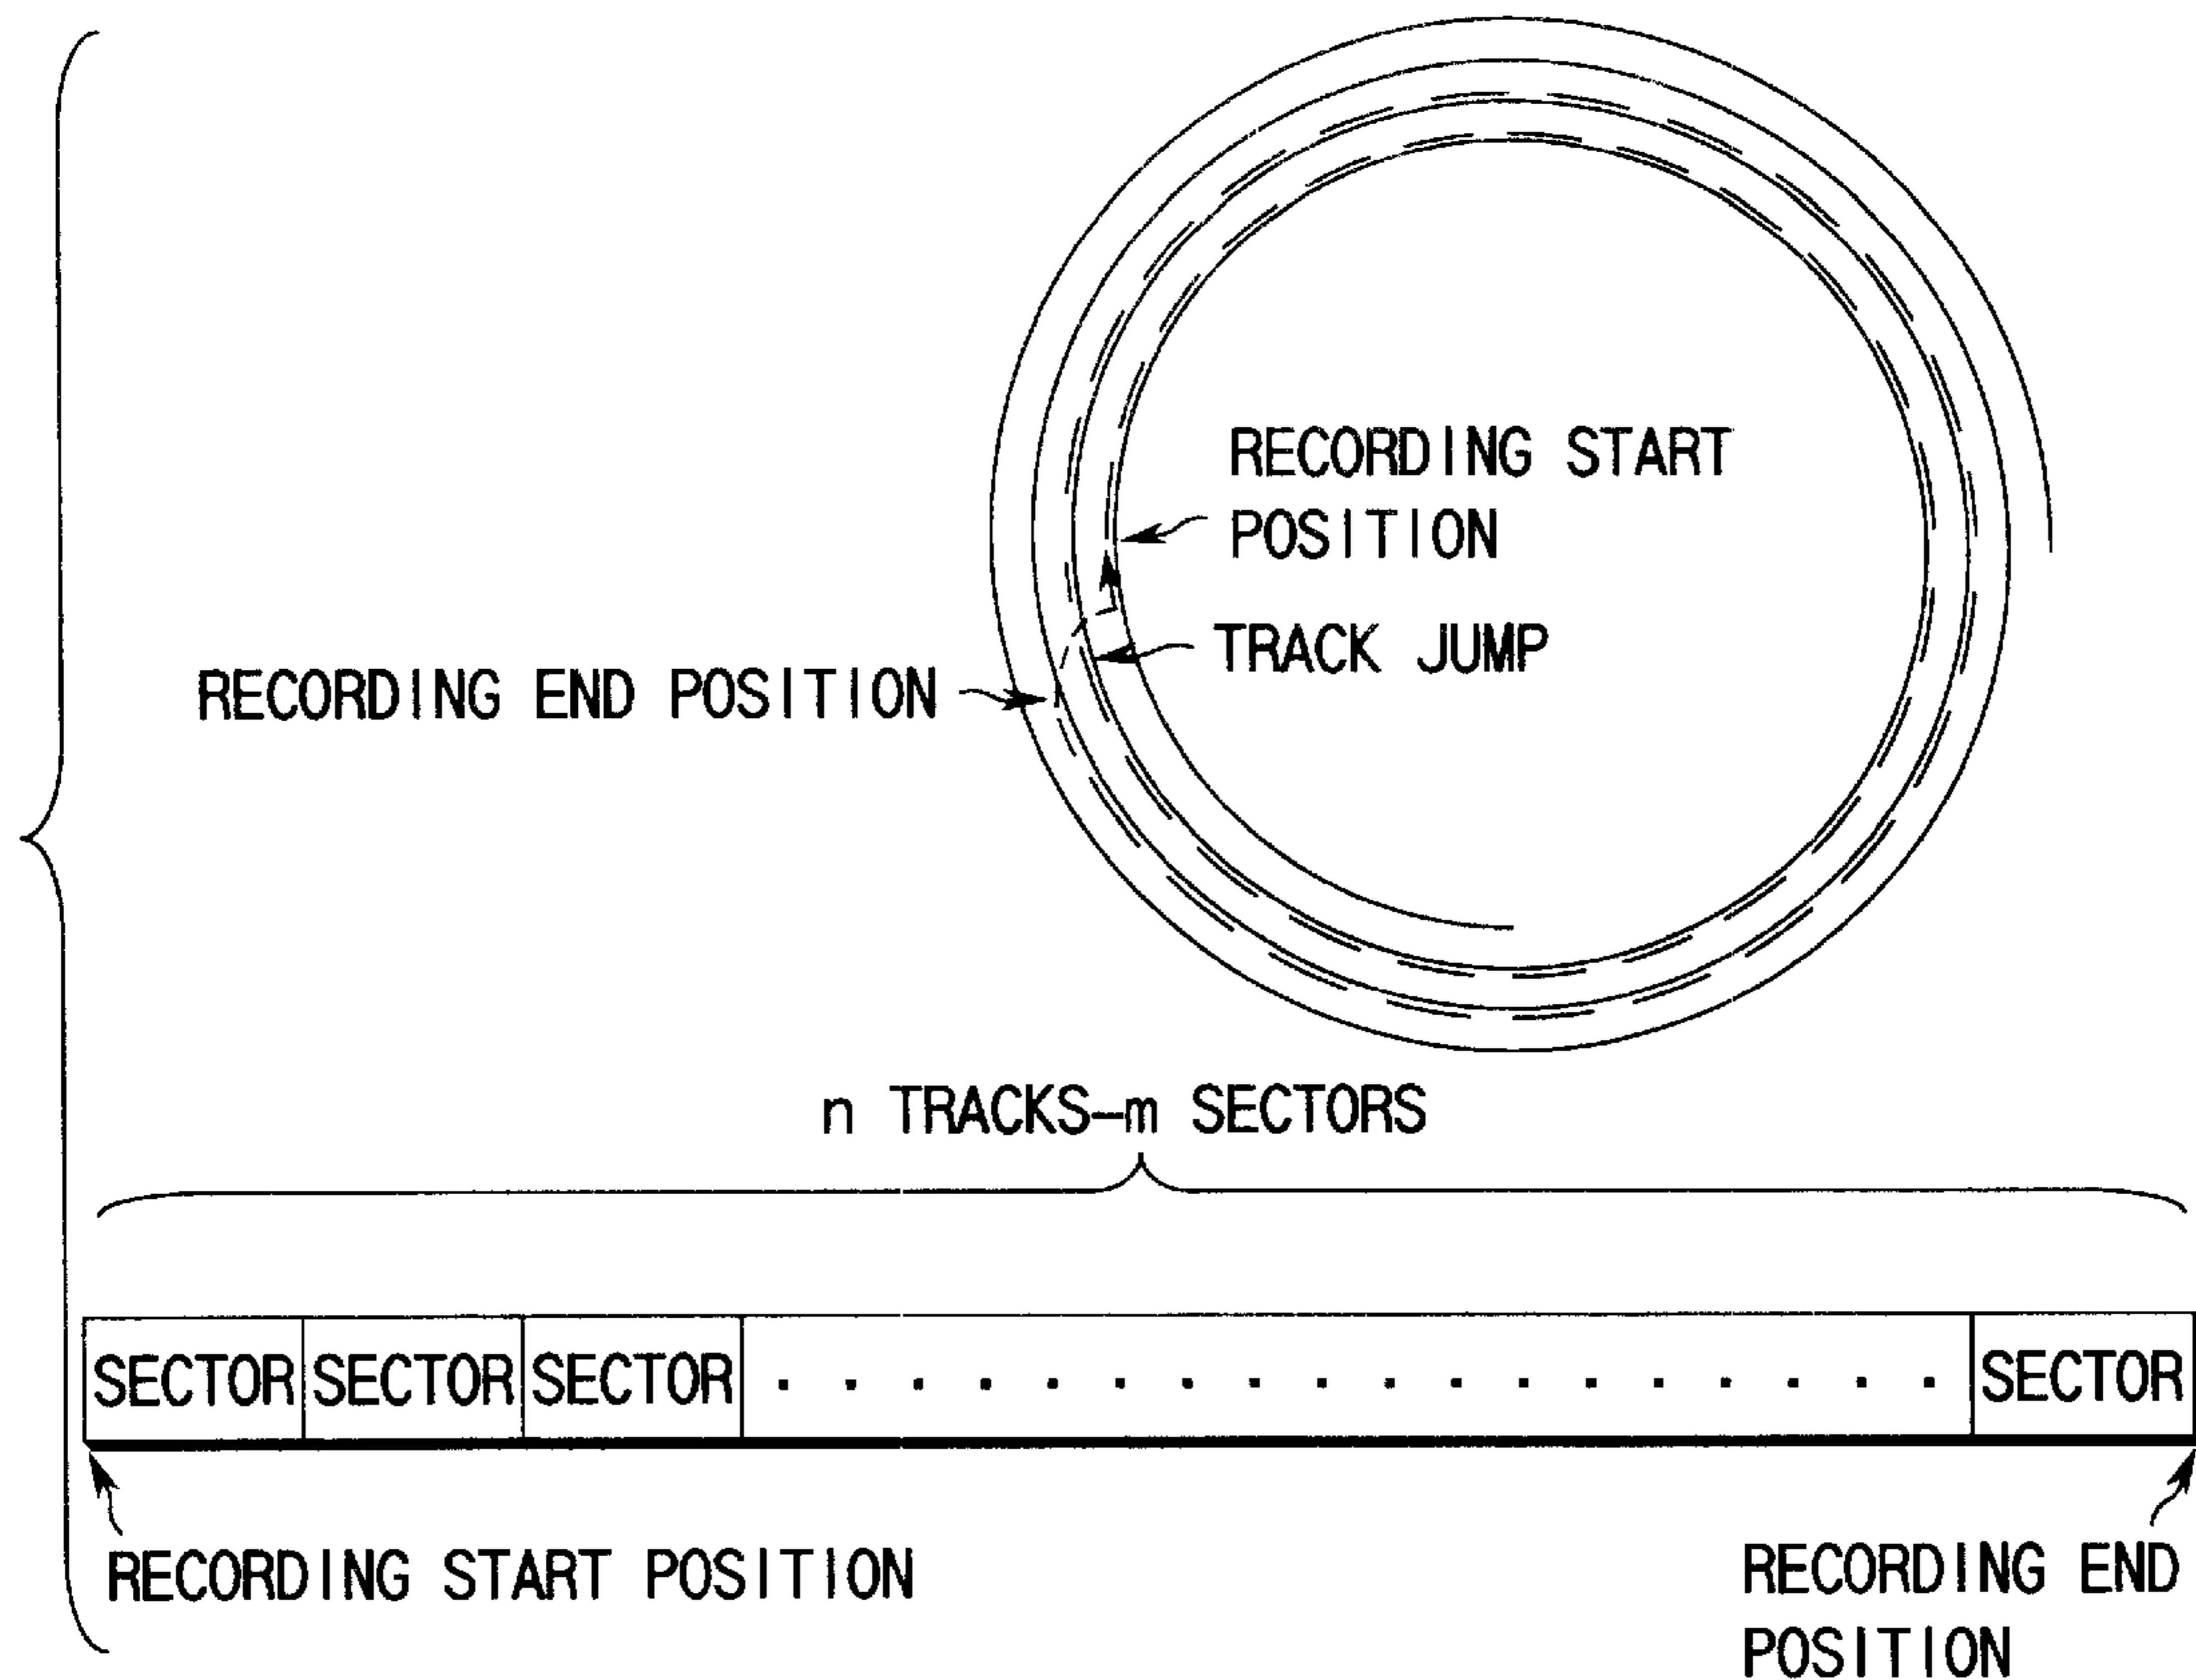 RECORDING START
POSITION
TRACK JUMP
RECORDING END POSITION
n TRACKS–m SECTORS
SECTOR SECTOR SECTOR . . . . . . . . . . . . . . . . . . SECTOR
RECORDING START POSITION
RECORDING END
POSITION